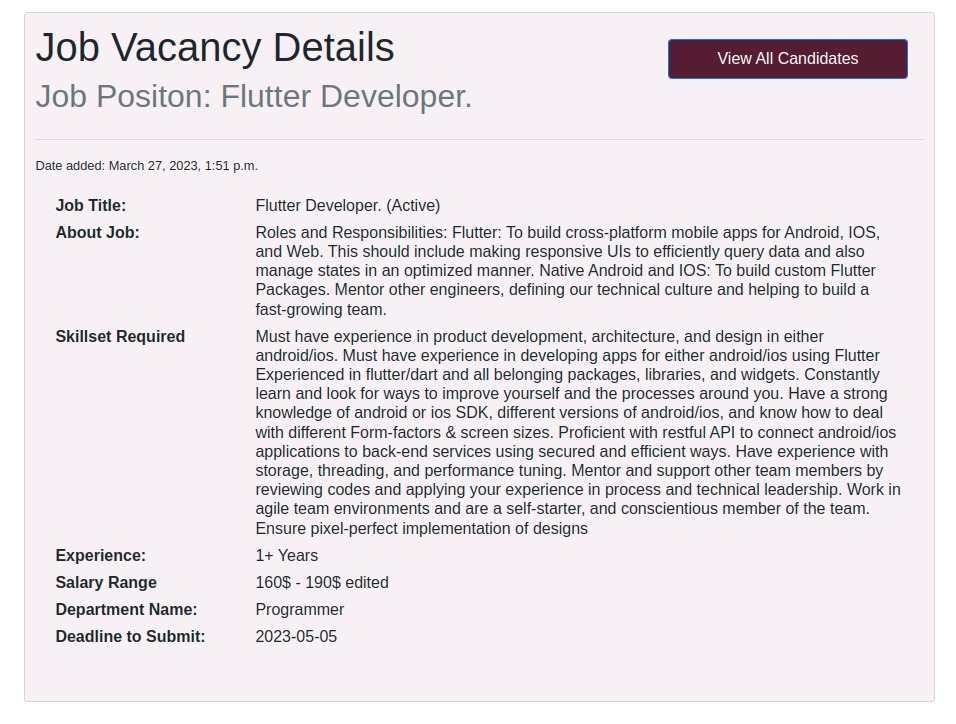 Job Vacancy Details
View All Candidates
Job Positon: Flutter Developer.
Date added: March 27, 2023, 1:51 p.m.
Job Title: Flutter Developer. (Active)
About Job: Roles and Responsibilities: Flutter: To build cross-platform mobile apps for Android, IOS,
and Web. This should include making responsive UIs to efficiently query data and also
manage states in an optimized manner. Native Android and IOS: To build custom Flutter
Packages. Mentor other engineers, defining our technical culture and helping to build a
fast-growing team.
Skillset Required Must have experience in product development, architecture, and design in either
android/ios. Must have experience in developing apps for either android/ios using Flutter
Experienced in flutter/dart and all belonging packages, libraries, and widgets. Constantly
learn and look for ways to improve yourself and the processes around you. Have a strong
knowledge of android or ios SDK, different versions of android/ios, and know how to deal
with different Form-factors & screen sizes. Proficient with restful API to connect android/ios
applications to back-end services using secured and efficient ways. Have experience with
storage, threading, and performance tuning. Mentor and support other team members by
reviewing codes and applying your experience in process and technical leadership. Work in
agile team environments and are a self-starter, and conscientious member of the team.
Ensure pixel-perfect implementation of designs
Experience: 1+ Years
Salary Range 160$ - 190$ edited
Department Name: Programmer
Deadline to Submit: 2023-05-05